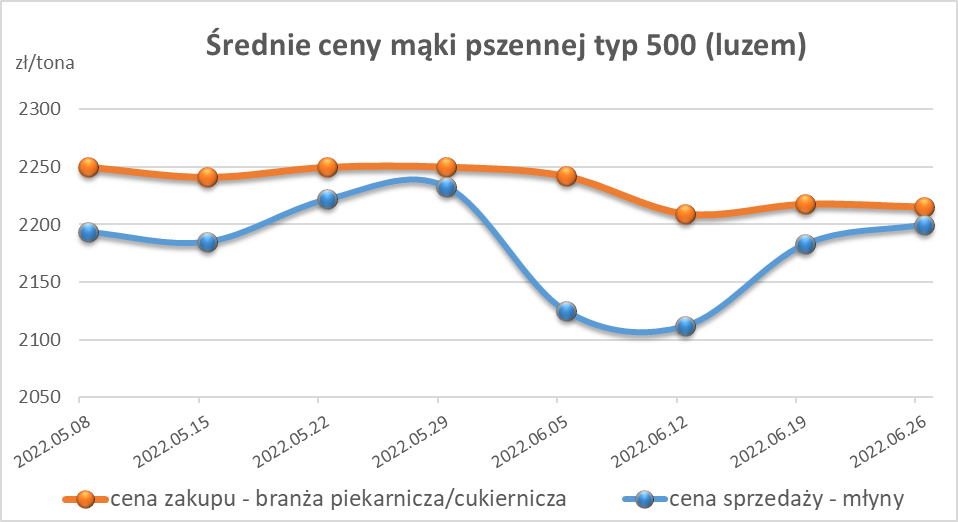 Średnie ceny mąki pszennej typ 500 (luzem)
zł/tona
2300
2250
2200
2150
2100
2050
2022.05.08 2022.05.15 2022.05.22 2022.05.29 2022.06.05 2022.06.12 2022.06.19 2022.06.26
cena zakupu - branża piekarnicza/cukiernicza cena sprzedaży - młyny